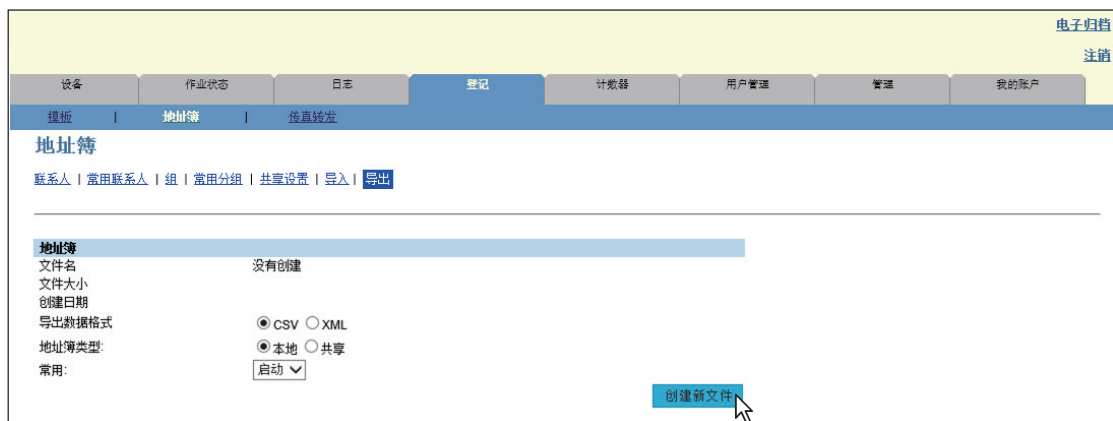 电子归档
注销
设备 作业状态 日志 登记 计数器 用户管理 管理 我的账户
模板 | 地址簿 | 传真转发
地址簿
联系人 | 常用联系人 | 组 | 常用分组 | 共享设置 | 导入 | 导出
地址簿
文件名 没有创建
文件大小
创建日期
导出数据格式 CSV XML
地址簿类型: 本地 共享
常用: 启动
创建新文件